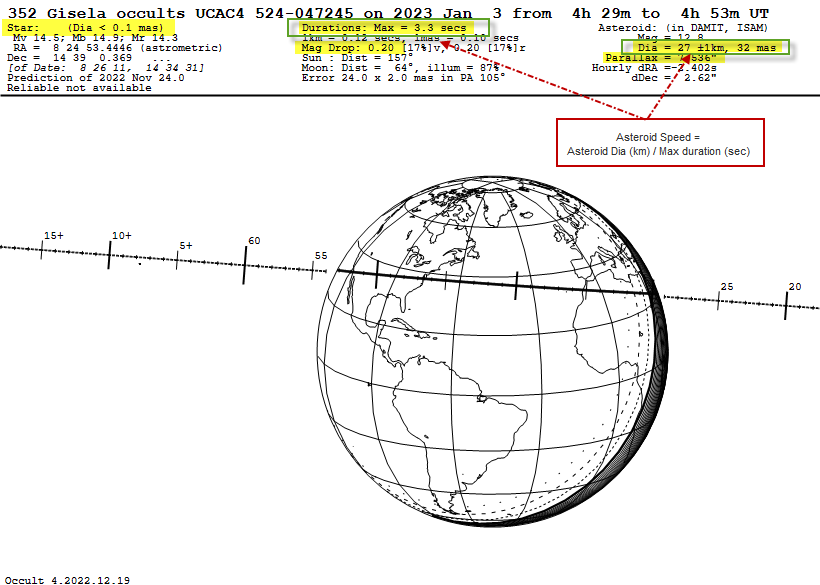 352 Gisela occults UCAC4 524-047245 on 2023 Jan  3 from  4h 29m to  4h 53m UT
Star:    (Dia < 0.1 mas)
Mv 14.5; Mb 14.9; Mr 14.3
RA =  8 24 53.4446 (astrometric)
Dec =  14 39  0.369   ...
[of Date:  8 26 11,  14 34 31]
Prediction of 2022 Nov 24.0
Reliable not available
Durations: Max = 3.3 secs
1km = 0.12 secs, 1mas = 0.10 secs
Mag Drop: 0.20 [17%]v, 0.20 [17%]r
Sun : Dist = 157°
Moon: Dist =  64°, illum = 87%
Error 24.0 x 2.0 mas in PA 105°
Asteroid: (in DAMIT, ISAM)
Mag = 12.8
Dia = 27 ±1km, 32 mas
Parallax =
Hourly dRA =
dDec =  2.62"
Asteroid Speed =
Asteroid Dia (km) / Max duration (sec)
15+
10+
5+
60
55
25
20
Occult 4.2022.12.19